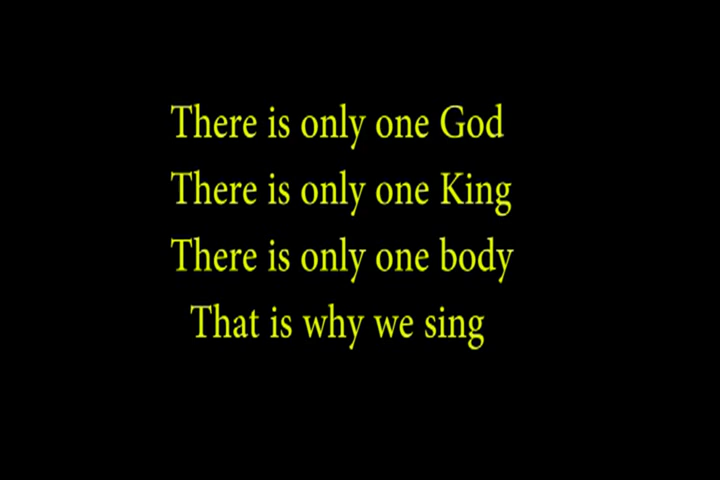 There is only one God
There is only one King
There is only one body
That is why we sing